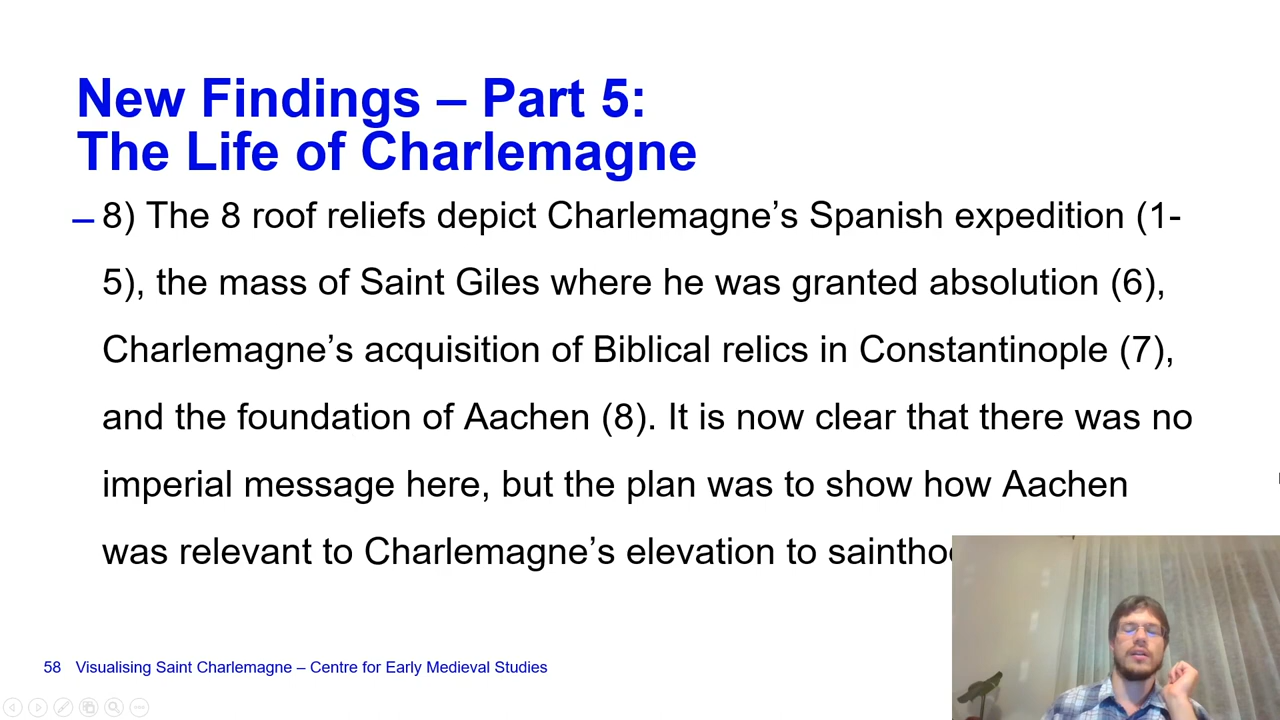 New Findings – Part 5:
The Life of Charlemagne
– 8) The 8 roof reliefs depict Charlemagne’s Spanish expedition (1-
5), the mass of Saint Giles where he was granted absolution (6),
Charlemagne’s acquisition of Biblical relics in Constantinople (7),
and the foundation of Aachen (8). It is now clear that there was no
imperial message here, but the plan was to show how Aachen
was relevant to Charlemagne’s elevation to
58 Visualising Saint Charlemagne – Centre for Early Medieval Studies